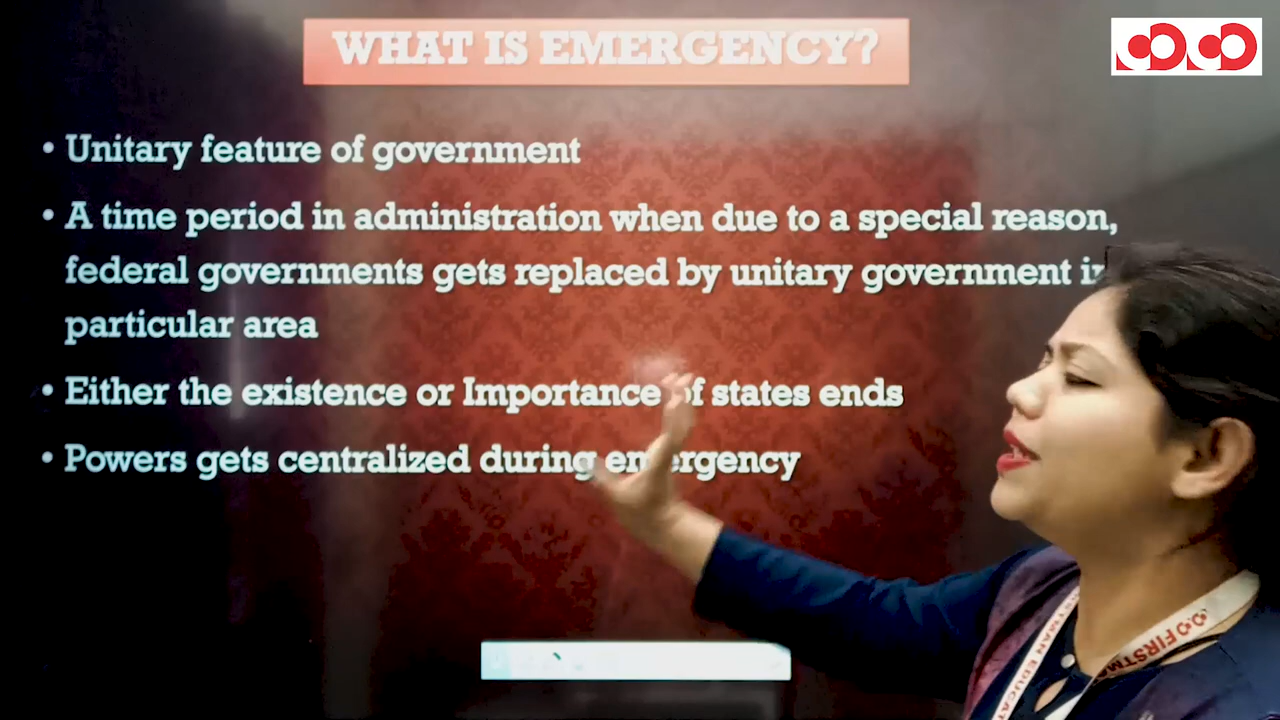 WHAT IS EMERGENCY?
• Unitary feature of government
• A time period in administration when due to a special reason,
federal governments gets replaced by unitary government in
particular area
• Either the existence or Importance of states ends
• Powers gets centralized during emergency
FIRSTMAN EDUCAT